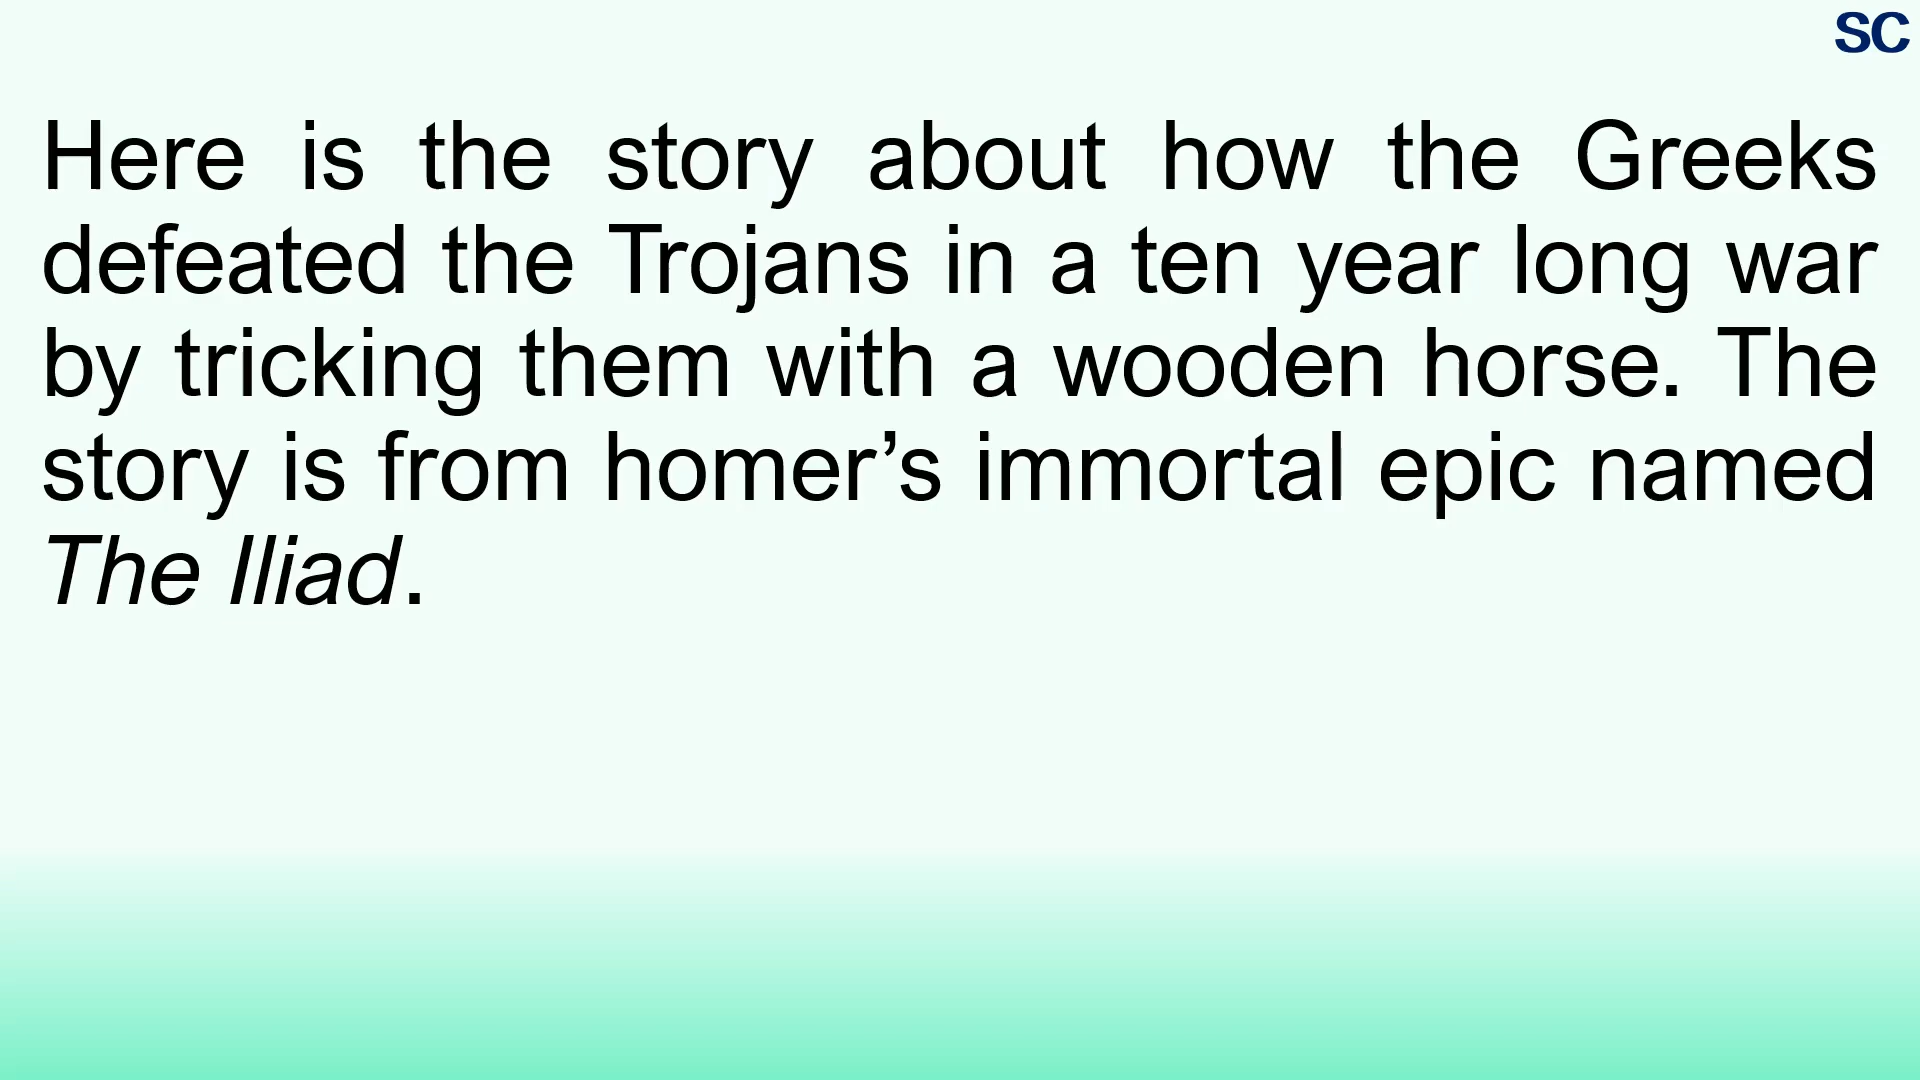 SC
Here is the story about how the Greeks
defeated the Trojans in a ten year long war
by tricking them with a wooden horse. The
story is from homer’s immortal epic named
The Iliad.